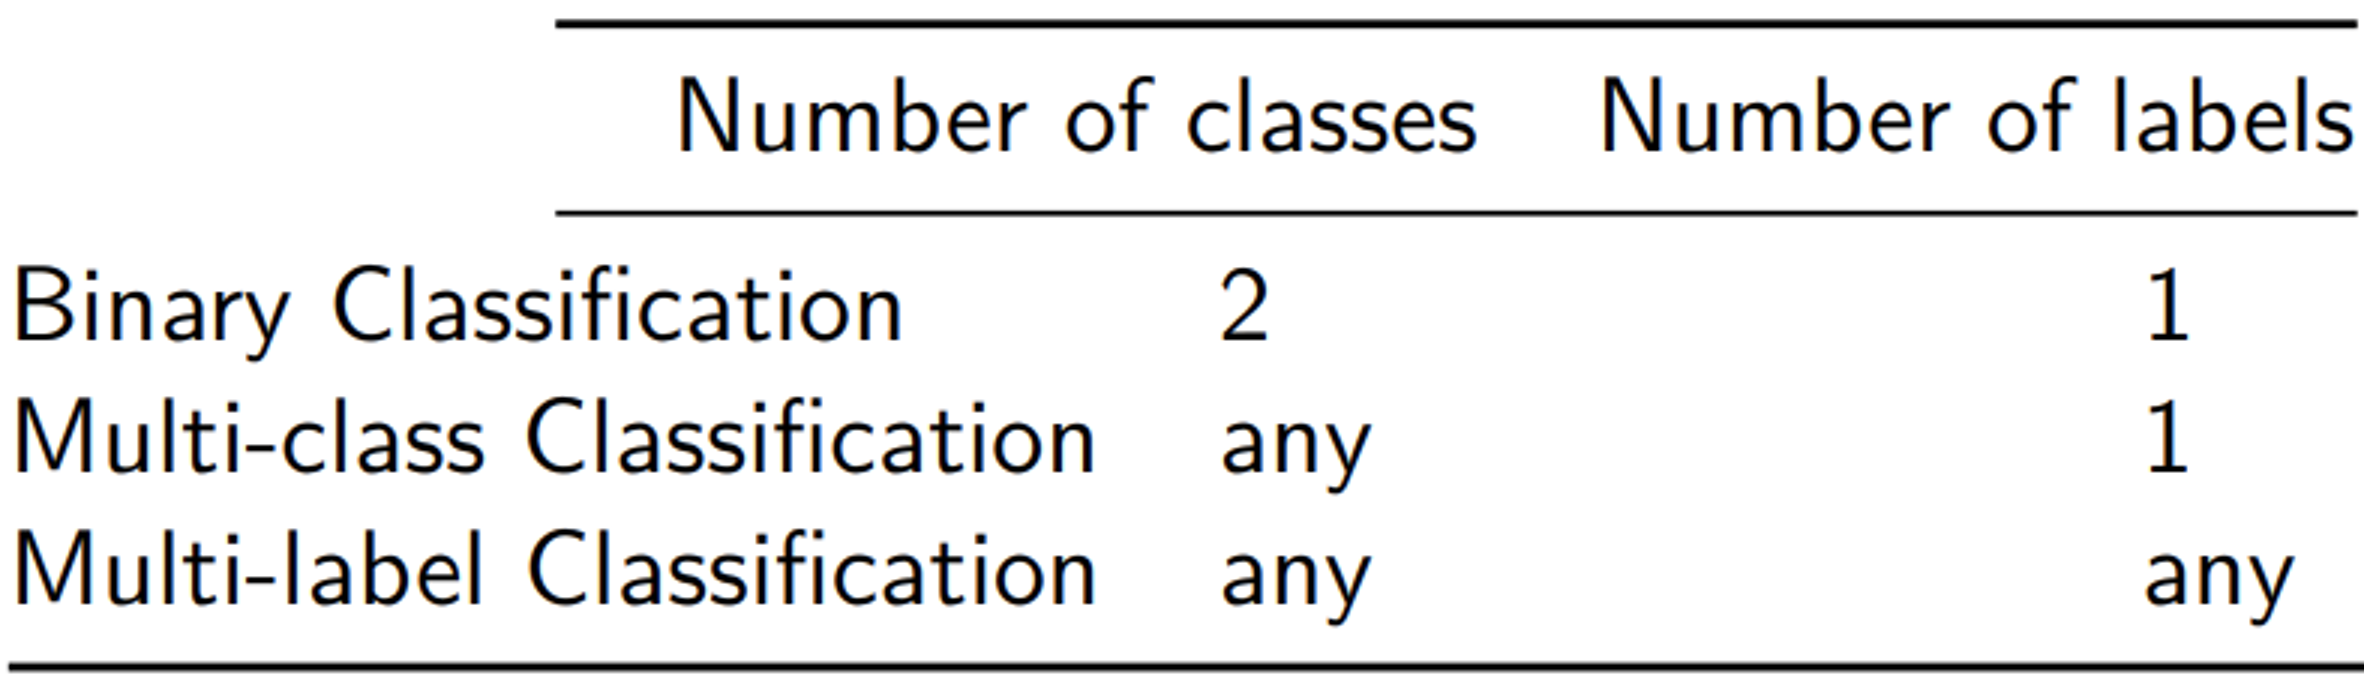 Number of classes Number of labels
Binary Classification 2 1
Multi-class Classification any 1
Multi-label Classification any any